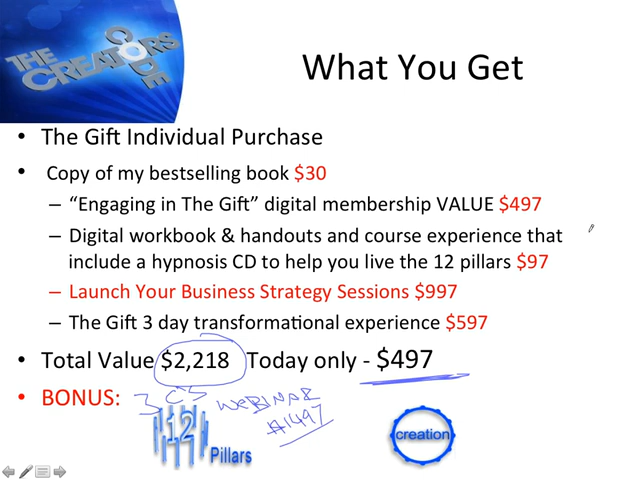 THE CREATORS CODE
What You Get
• The Gift Individual Purchase
• Copy of my bestselling book $30
– “Engaging in The Gift” digital membership VALUE $497
– Digital workbook & handouts and course experience that
include a hypnosis CD to help you live the 12 pillars $97
– Launch Your Business Strategy Sessions $997
– The Gift 3 day transformational experience $597
• Total Value $2,218 Today only - $497
• BONUS: 3 C's WEBINAR
$1497
12
Pillars
creation